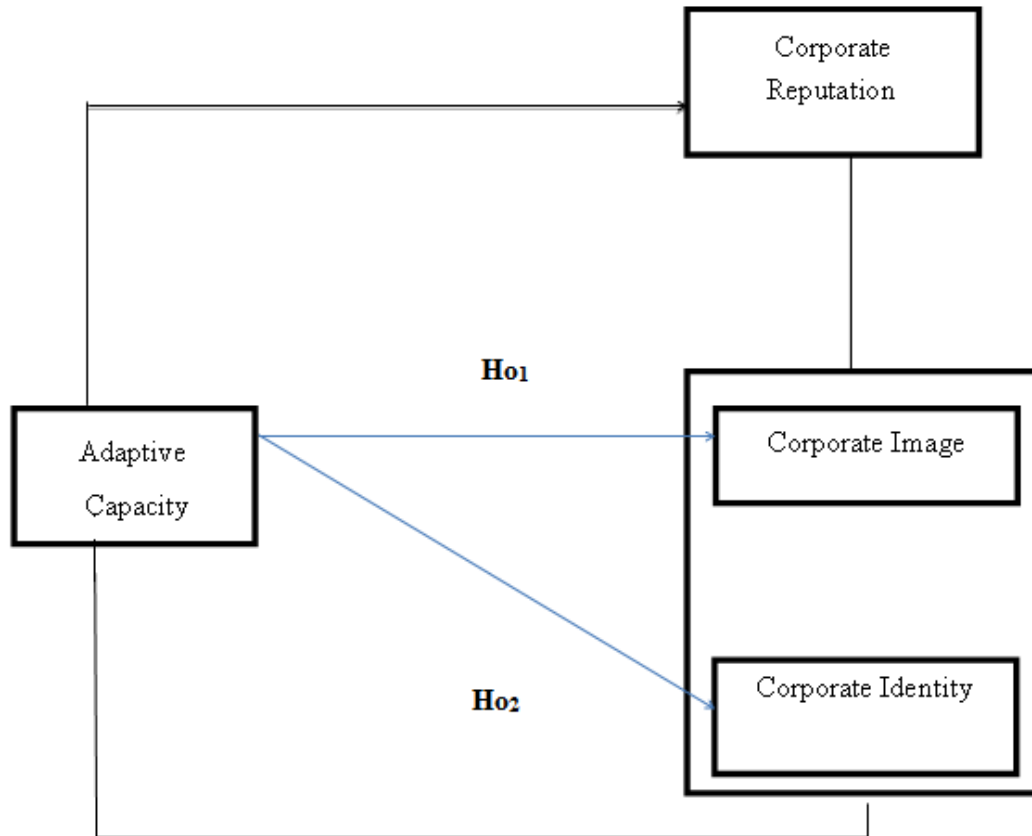 Corporate
Reputation
Ho₁
Adaptive
Capacity
Corporate Image
Corporate Identity
Ho₂